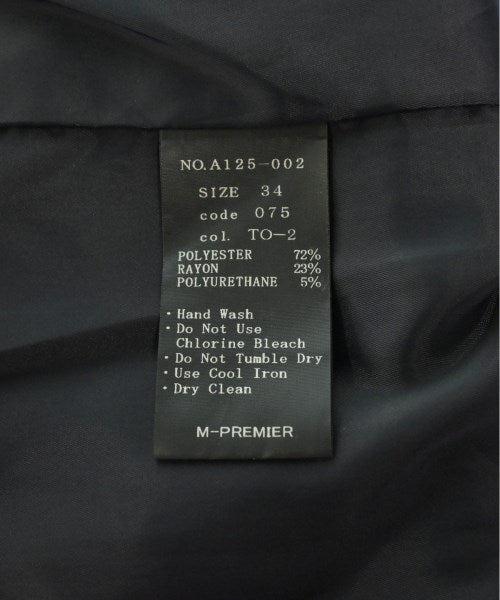 NO.A125-002
SIZE 34
code 075
col. TO-2
POLYESTER 72%
RAYON 23%
POLYURETHANE 5%
・Hand Wash
・Do Not Use
Chlorine Bleach
・Do Not Tumble Dry
・Use Cool Iron
・Dry Clean
M-PREMIER